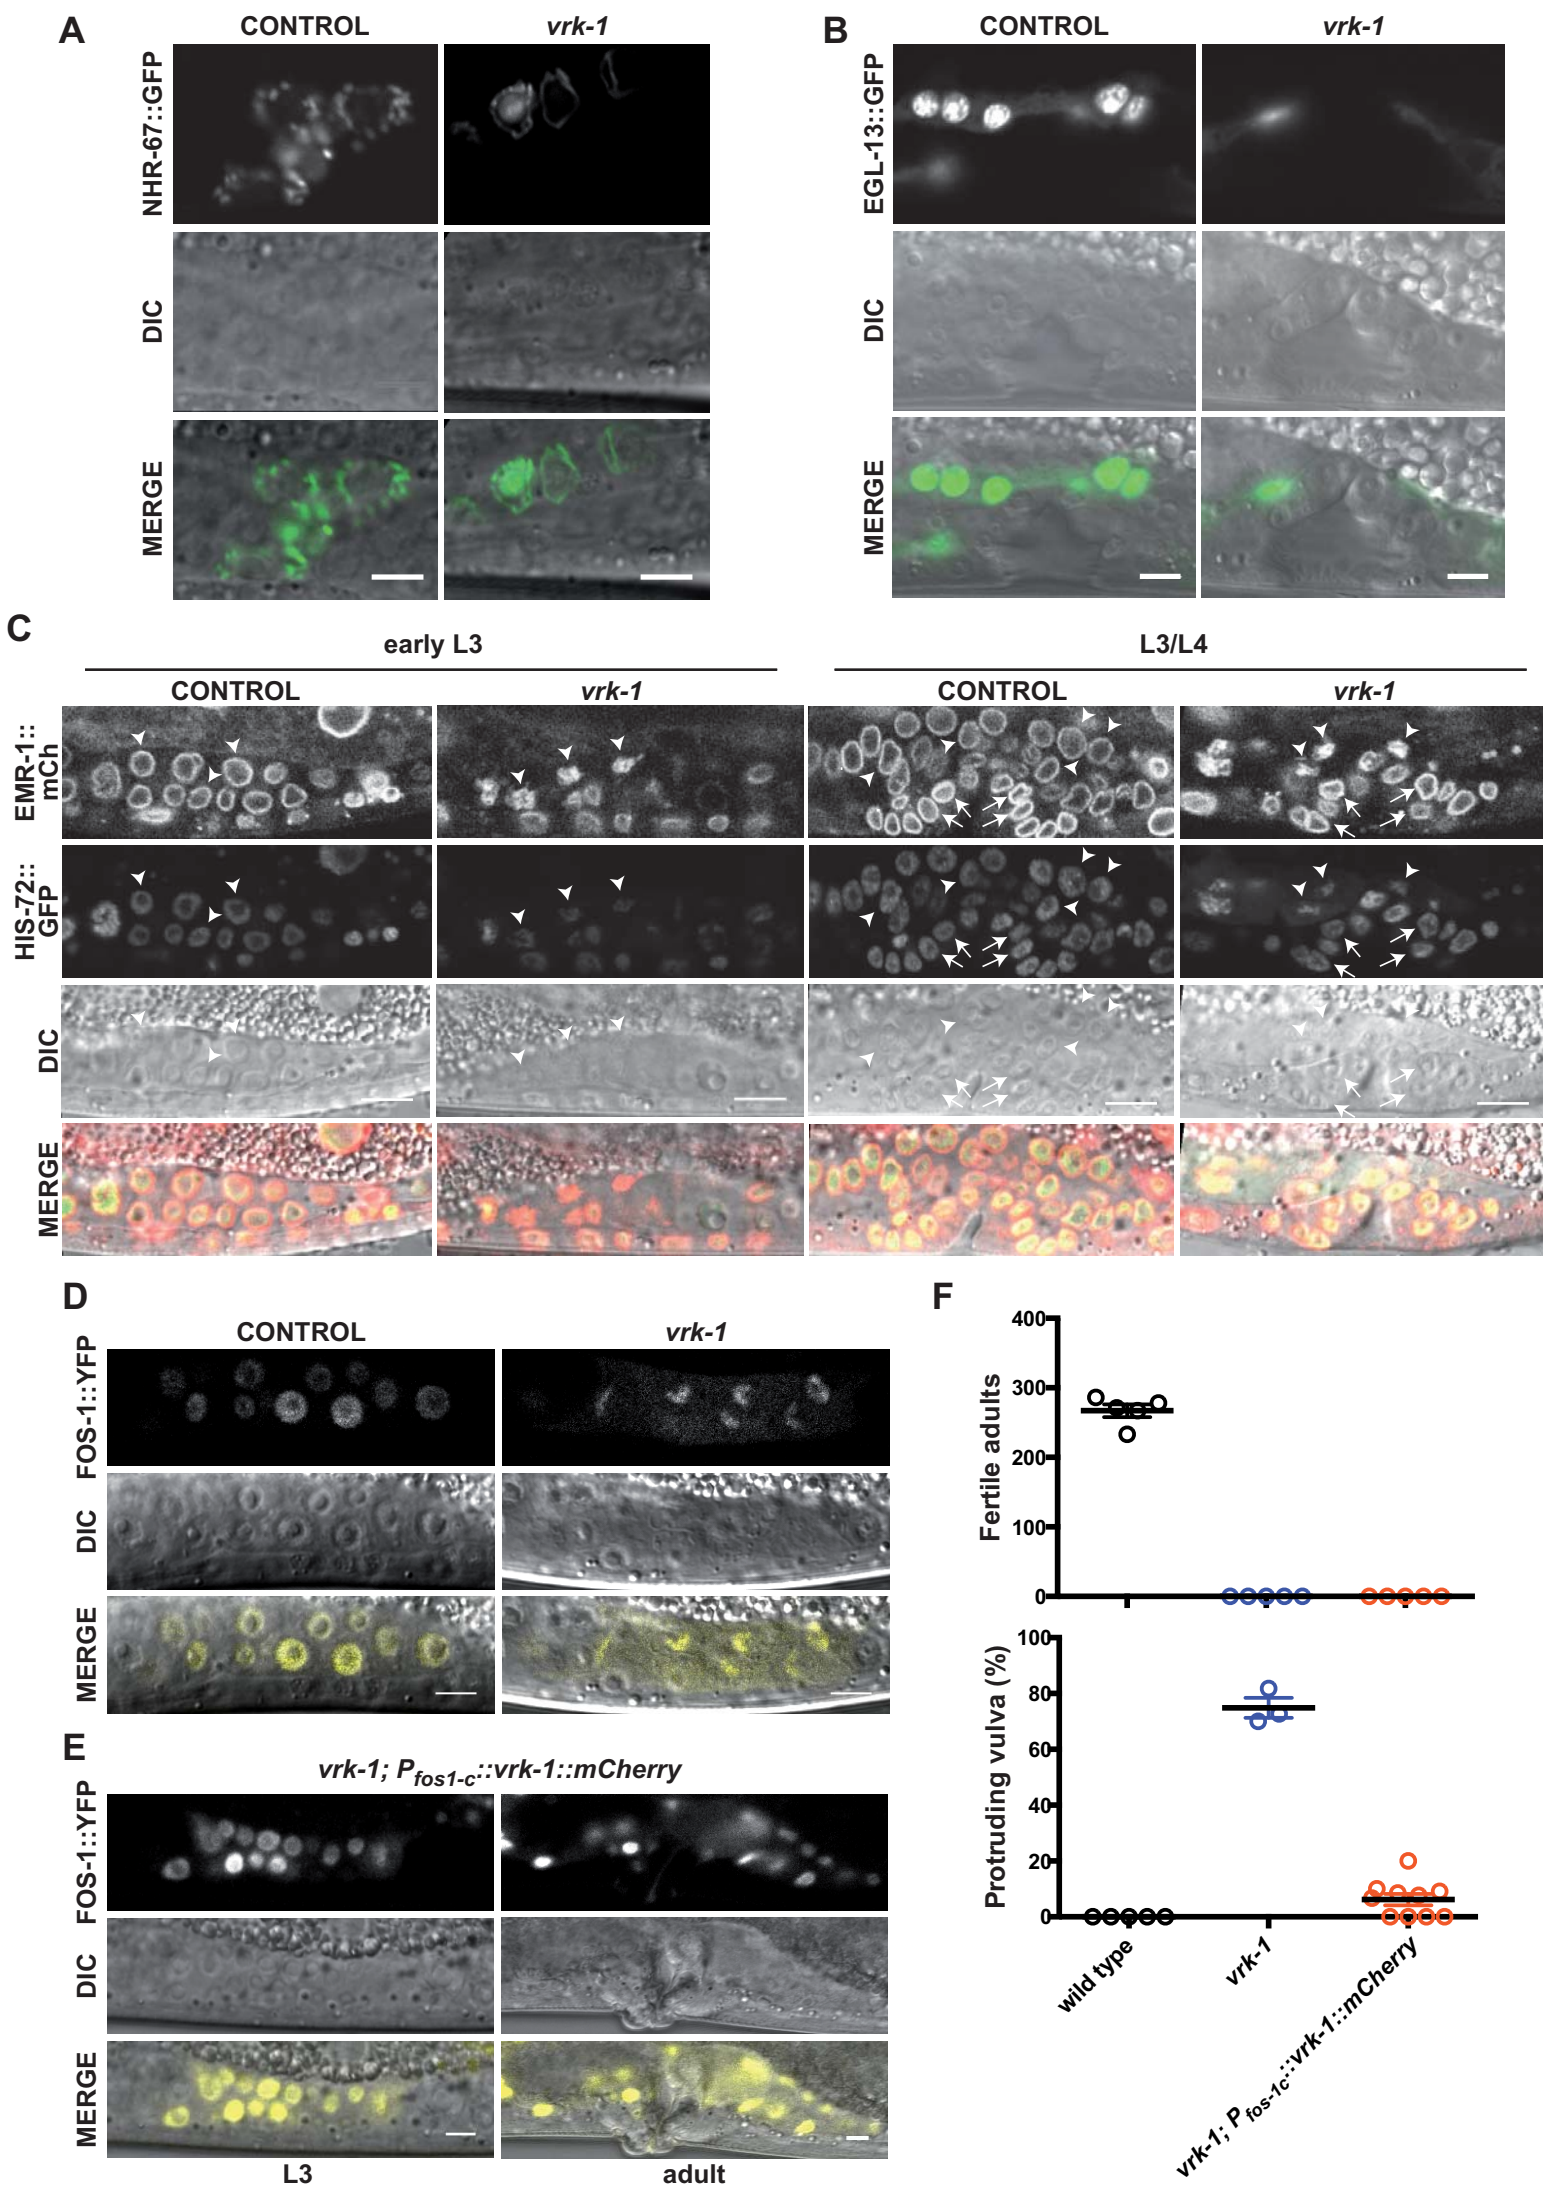 A
CONTROL
vrk-1
NHR-67::GFP
DIC
MERGE
B
CONTROL
vrk-1
EGL-13::GFP
DIC
MERGE
C
early L3
L3/L4
CONTROL
vrk-1
CONTROL
vrk-1
EMR-1::
mCh
HIS-72::
GFP
DIC
MERGE
D
CONTROL
vrk-1
FOS-1::YFP
DIC
MERGE
E
vrk-1; Pfos1-c::vrk-1::mCherry
FOS-1::YFP
DIC
MERGE
L3
adult
F
Fertile adults
400
300
200
100
0
Protruding vulva (%)
100
80
60
40
20
0
wild type
vrk-1
vrk-1; Pfos-1c::vrk-1::mCherry